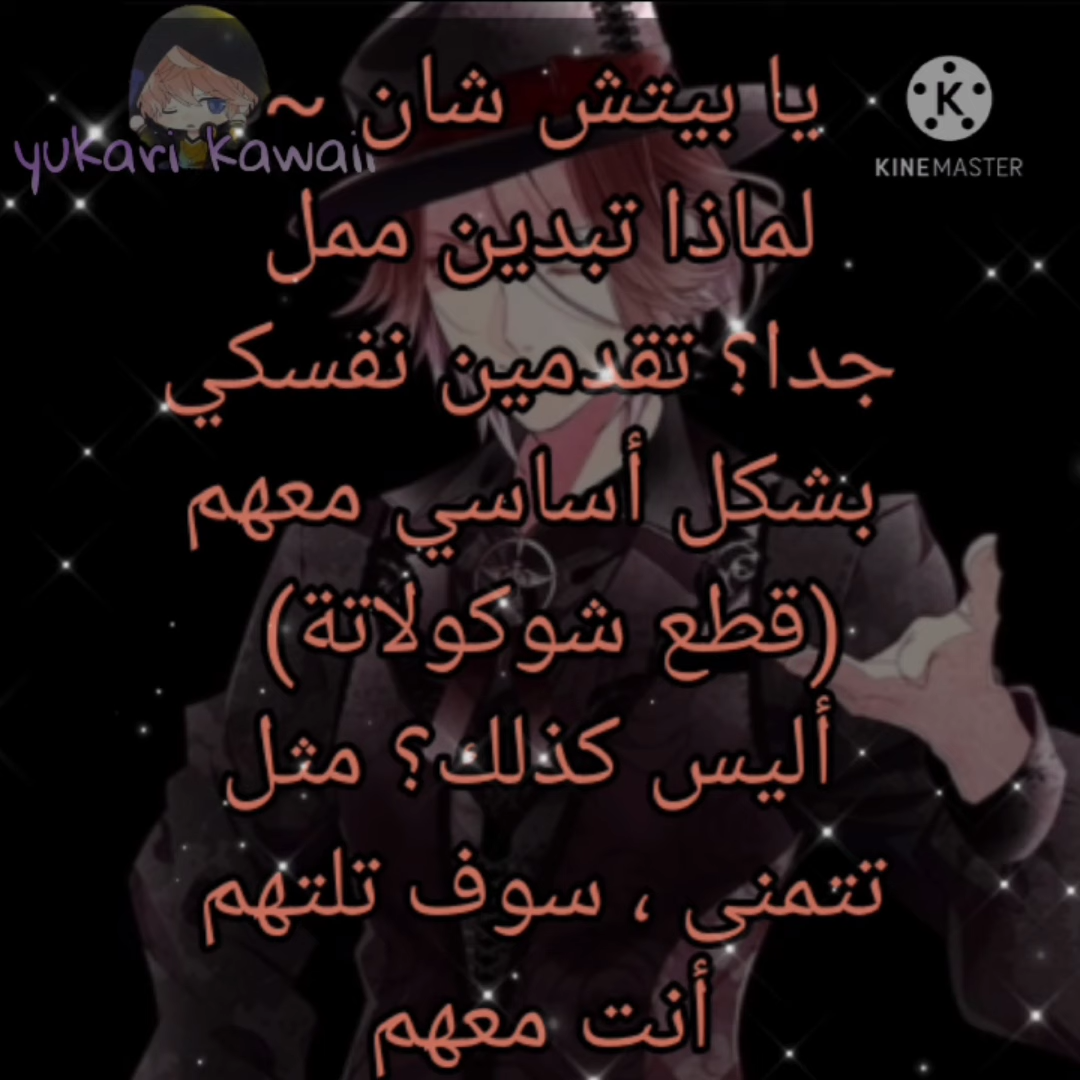 yukari kawaii
KINEMASTER
يا بيتش شان ~
لماذا تبدين ممل
جدا؟ تقدمين نفسكي
بشكل أساسي معهم
(قطع شوكولاتة)
أليس كذلك؟ مثل
تتمني ، سوف تلتهم
أنت معهم